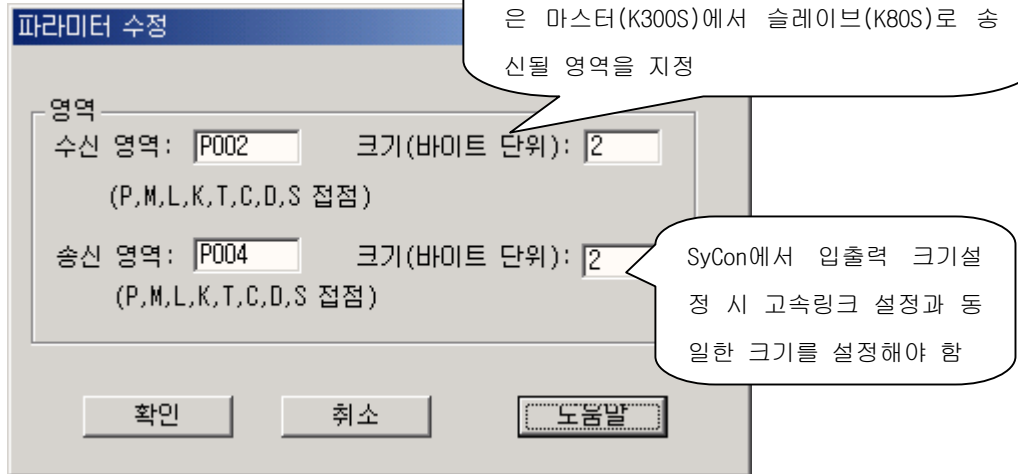 파라미터 수정
은 마스터(K300S)에서 슬레이브(K80S)로 송
신될 영역을 지정
영역
수신 영역: P002 크기(바이트 단위): 2
(P,M,L,K,T,C,D,S 접점)
송신 영역: P004 크기(바이트 단위): 2
(P,M,L,K,T,C,D,S 접점)
SyCon에서 입출력 크기설
정 시 고속링크 설정과 동
일한 크기를 설정해야 함
확인 취소 도움말